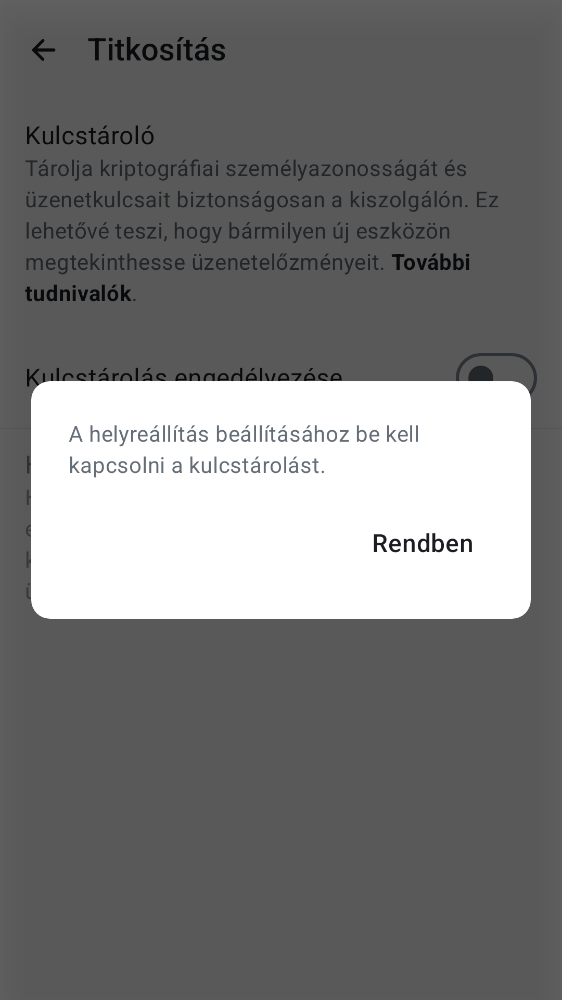 Titkosítás
Kulcstároló
Tárolja kriptográfiai személyazonosságát és
üzenetkulcsait biztonságosan a kiszolgálón. Ez
lehetővé teszi, hogy bármilyen új eszközön
megtekinthesse üzenetelőzményeit. További
tudnivalók.
Kulcstárolás engedélyezése
A helyreállítás beállításához be kell
kapcsolni a kulcstárolást.
Rendben